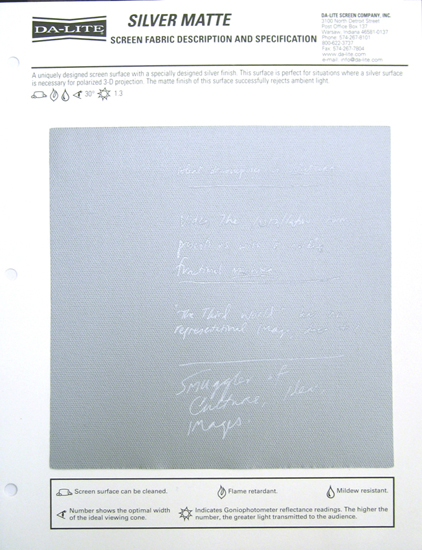 DA-LITE
SILVER MATTE
SCREEN FABRIC DESCRIPTION AND SPECIFICATION
DA-LITE SCREEN COMPANY, INC.
3100 North Detroit Street
Post Office Box 137
Warsaw, Indiana 46581-0137
Phone: 574-267-8101
800-622-3737
Fax: 574-267-7804
www.da-lite.com
e-mail: info@da-lite.com
A uniquely designed screen surface with a specially designed silver finish. This surface is perfect for situations where a silver surface
is necessary for polarized 3-D projection. The matte finish of this surface successfully rejects ambient light.
30° 1.3
The
"The Third World"
representational image
Smuggler of
Culture,
images.
Screen surface can be cleaned.
Flame retardant.
Mildew resistant.
Number shows the optimal width
of the ideal viewing cone.
Indicates Goniophotometer reflectance readings. The higher the
number, the greater light transmitted to the audience.